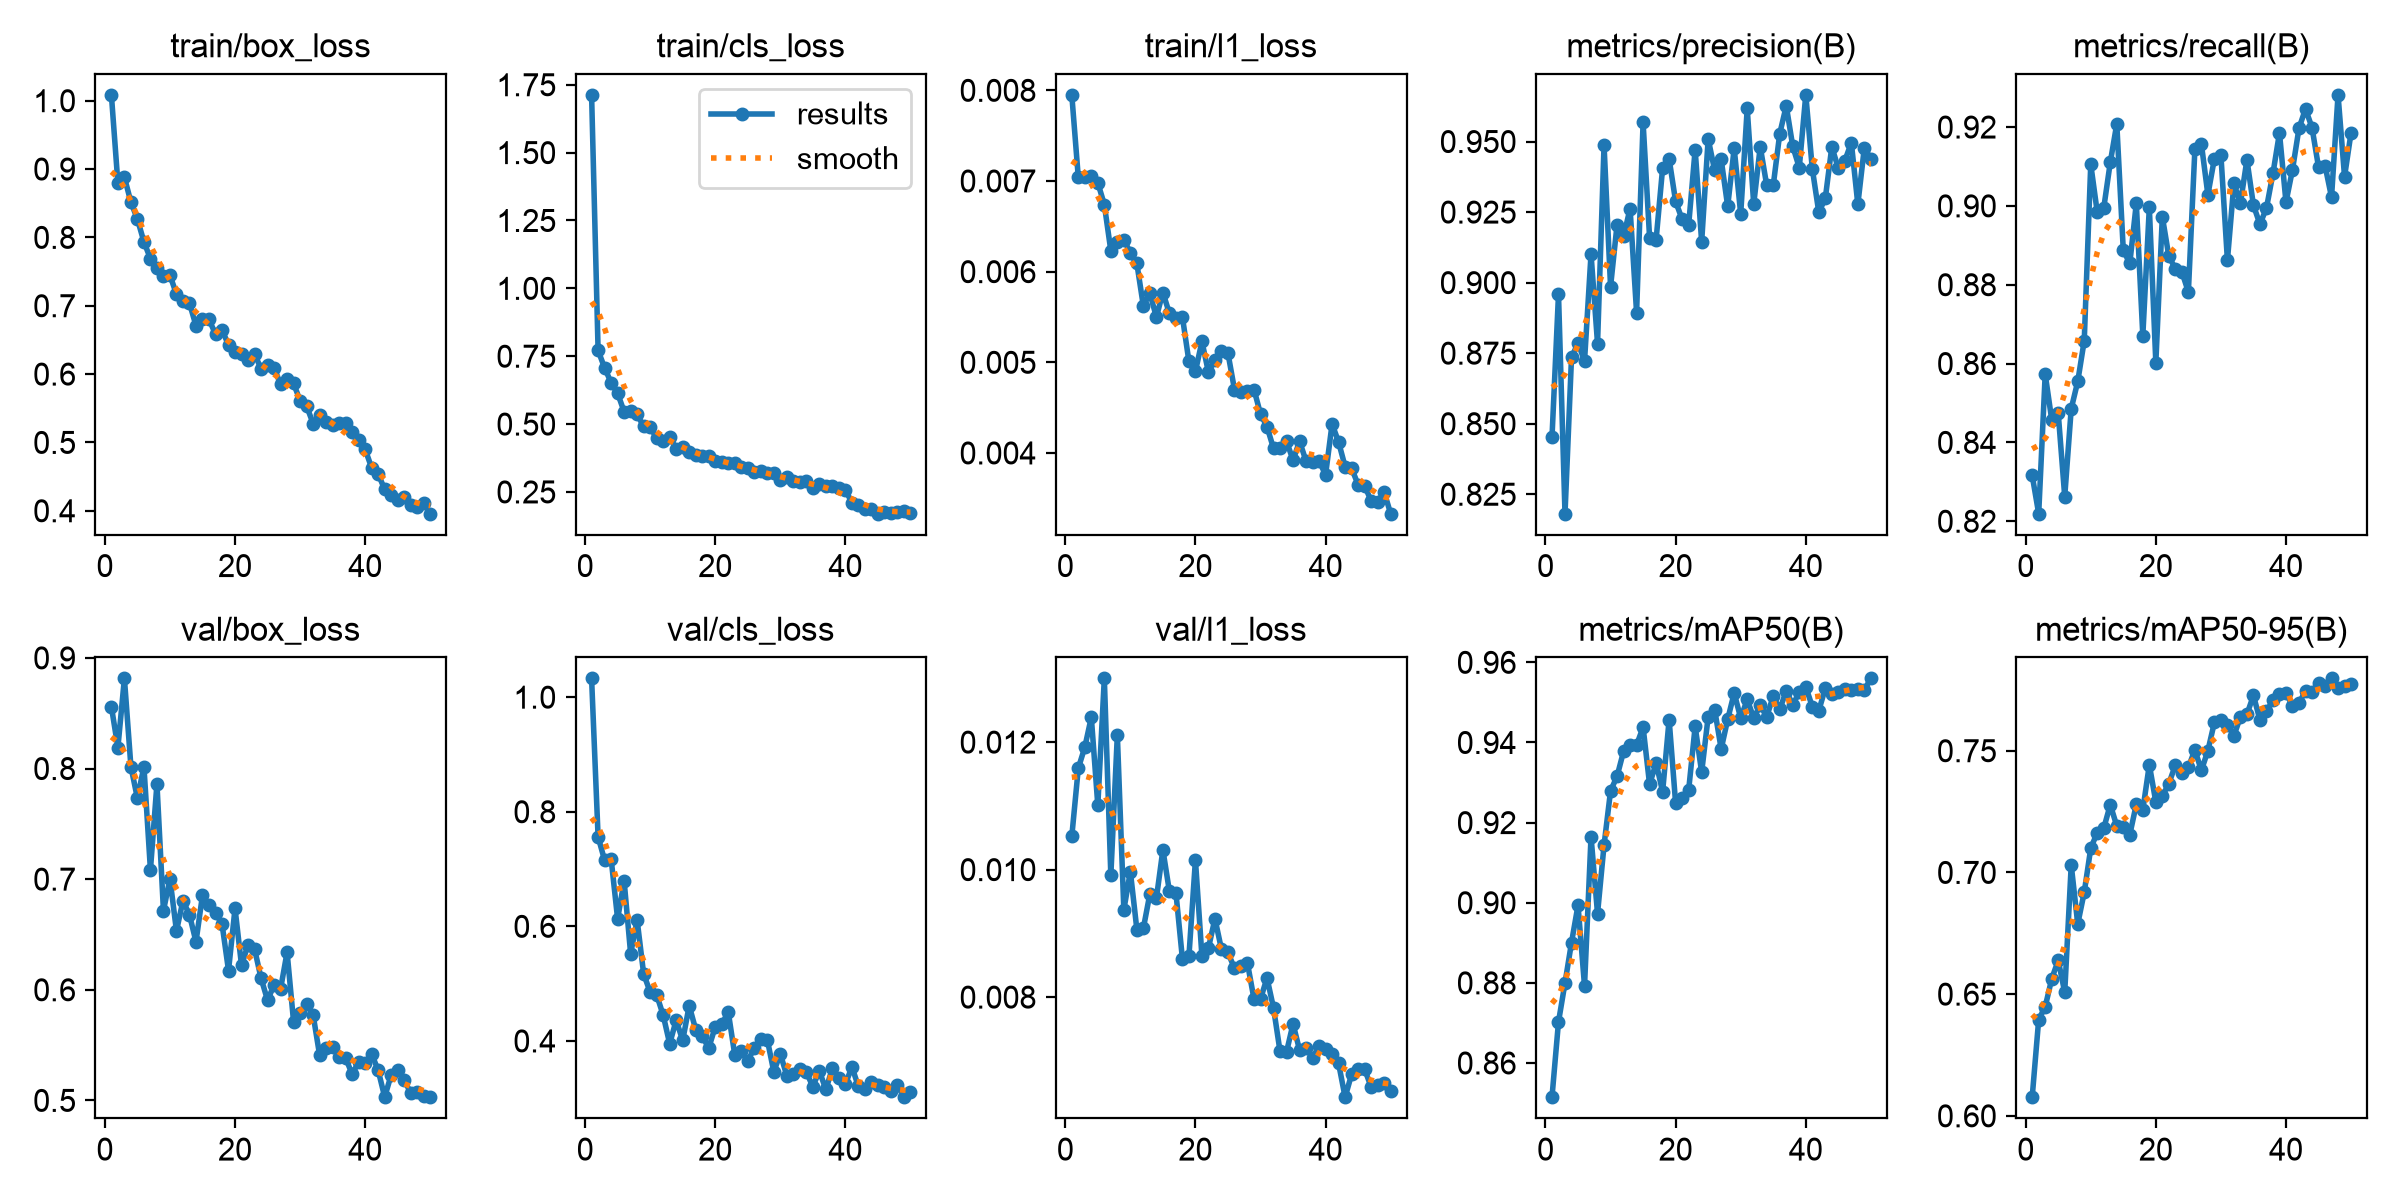 train/box_loss
1.0
0.9
0.8
0.7
0.6
0.5
0.4
0 20 40
train/cls_loss
results
smooth
1.75
1.50
1.25
1.00
0.75
0.50
0.25
0 20 40
train/l1_loss
0.008
0.007
0.006
0.005
0.004
0 20 40
metrics/precision(B)
0.950
0.925
0.900
0.875
0.850
0.825
0 20 40
metrics/recall(B)
0.92
0.90
0.88
0.86
0.84
0.82
0 20 40
val/box_loss
0.9
0.8
0.7
0.6
0.5
0 20 40
val/cls_loss
1.0
0.8
0.6
0.4
0 20 40
val/l1_loss
0.012
0.010
0.008
0 20 40
metrics/mAP50(B)
0.96
0.94
0.92
0.90
0.88
0.86
0 20 40
metrics/mAP50-95(B)
0.75
0.70
0.65
0.60
0 20 40